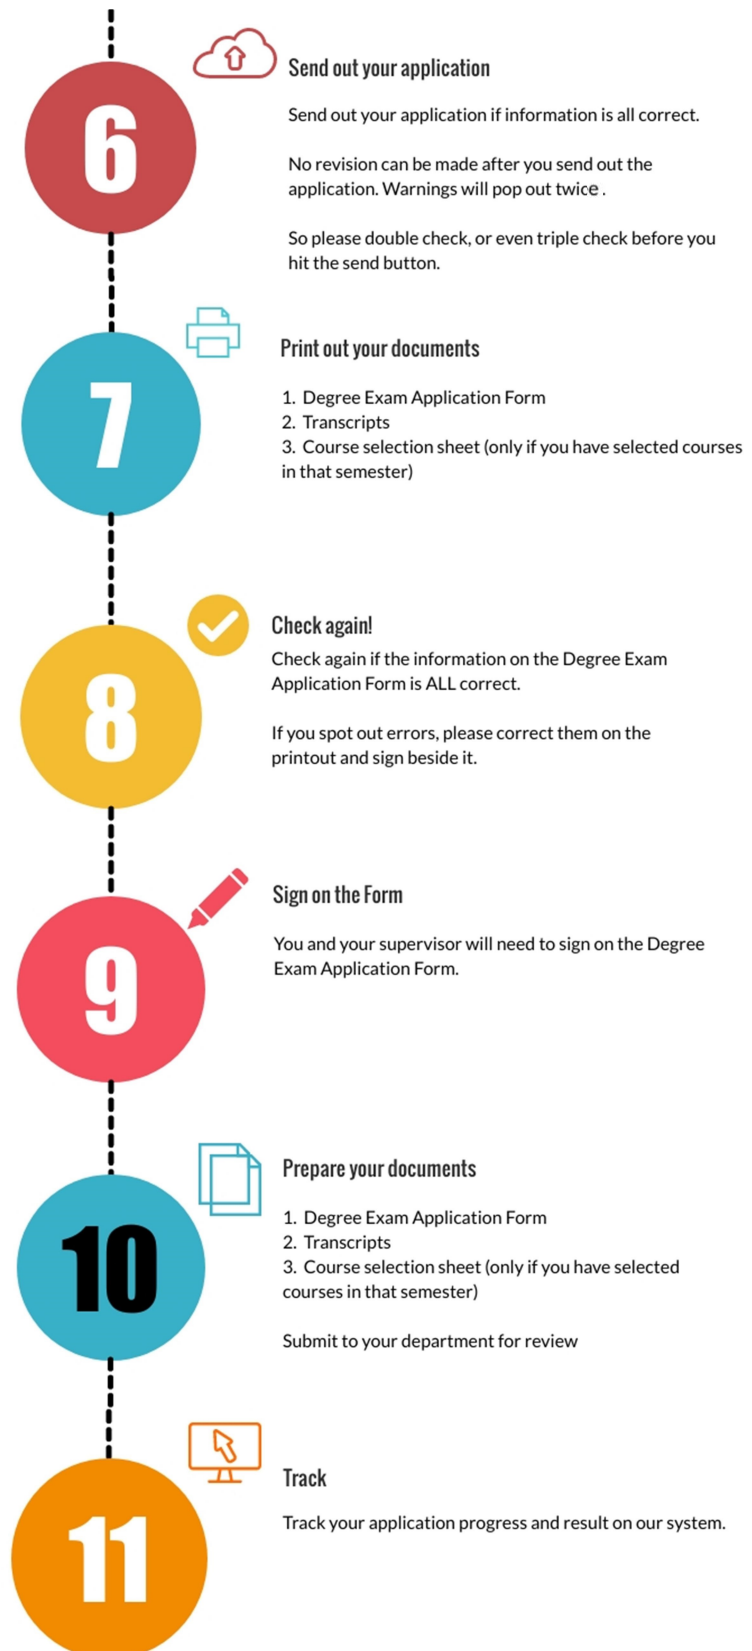 6
Send out your application
Send out your application if information is all correct.
No revision can be made after you send out the
application. Warnings will pop out twice .
So please double check, or even triple check before you
hit the send button.
7
Print out your documents
1. Degree Exam Application Form
2. Transcripts
3. Course selection sheet (only if you have selected courses
in that semester)
8
Check again!
Check again if the information on the Degree Exam
Application Form is ALL correct.
If you spot out errors, please correct them on the
printout and sign beside it.
9
Sign on the Form
You and your supervisor will need to sign on the Degree
Exam Application Form.
10
Prepare your documents
1. Degree Exam Application Form
2. Transcripts
3. Course selection sheet (only if you have selected
courses in that semester)
Submit to your department for review
11
Track
Track your application progress and result on our system.